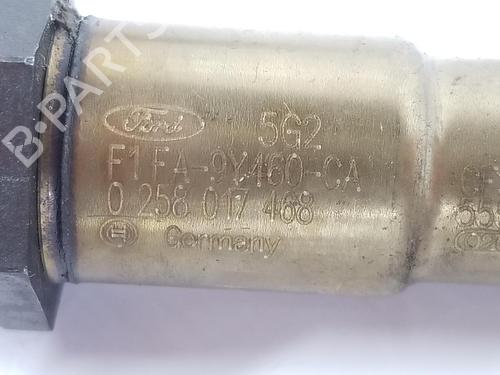 Ford 5G2
F1FA-9Y460-CA
0 258 017 468
Germany
B-PARTS